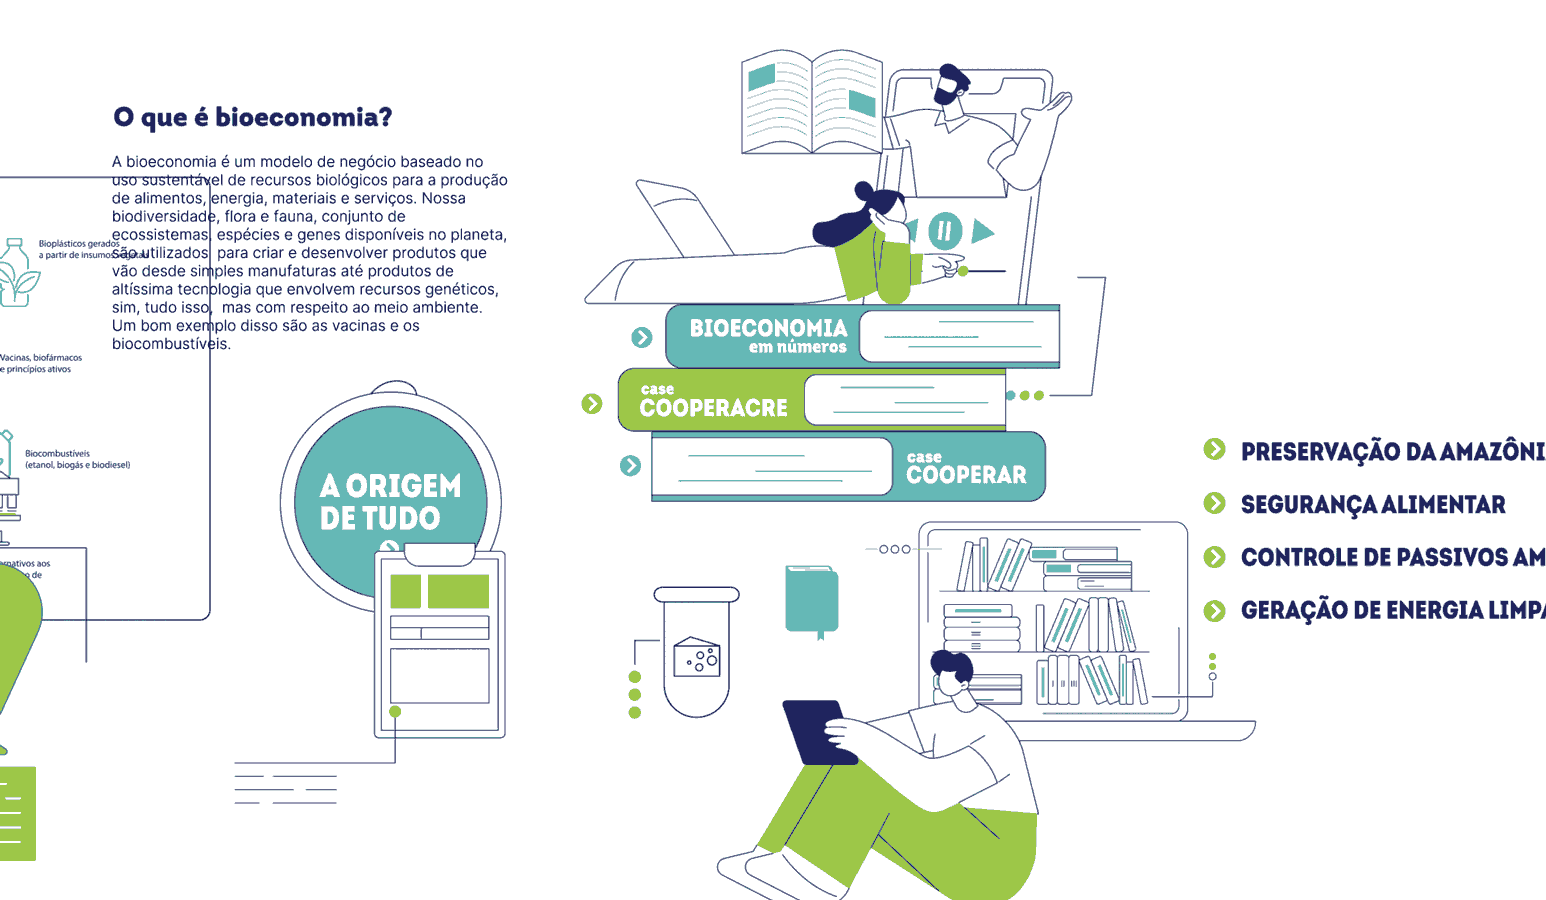 O que é bioeconomia?
A bioeconomia é um modelo de negócio baseado no
uso sustentável de recursos biológicos para a produção
de alimentos, energia, materiais e serviços. Nossa
biodiversidade, flora e fauna, conjunto de
ecossistemas, espécies e genes disponíveis no planeta,
são utilizados para criar e desenvolver produtos que
vão desde simples manufaturas até produtos de
altíssima tecnologia que envolvem recursos genéticos,
sim, tudo isso, mas com respeito ao meio ambiente.
Um bom exemplo disso são as vacinas e os
biocombustíveis.
Bioplásticos gerados
a partir de insumos vegetais
Vacinas, biofármacos
e princípios ativos
Biocombustíveis
(etanol, biogás e biodiesel)
ernativos aos
o de
A ORIGEM
DE TUDO
BIOECONOMIA
em números
case
COOPERACRE
case
COOPERAR
PRESERVAÇÃO DA AMAZÔNI
SEGURANÇA ALIMENTAR
CONTROLE DE PASSIVOS AM
GERAÇÃO DE ENERGIA LIMPA